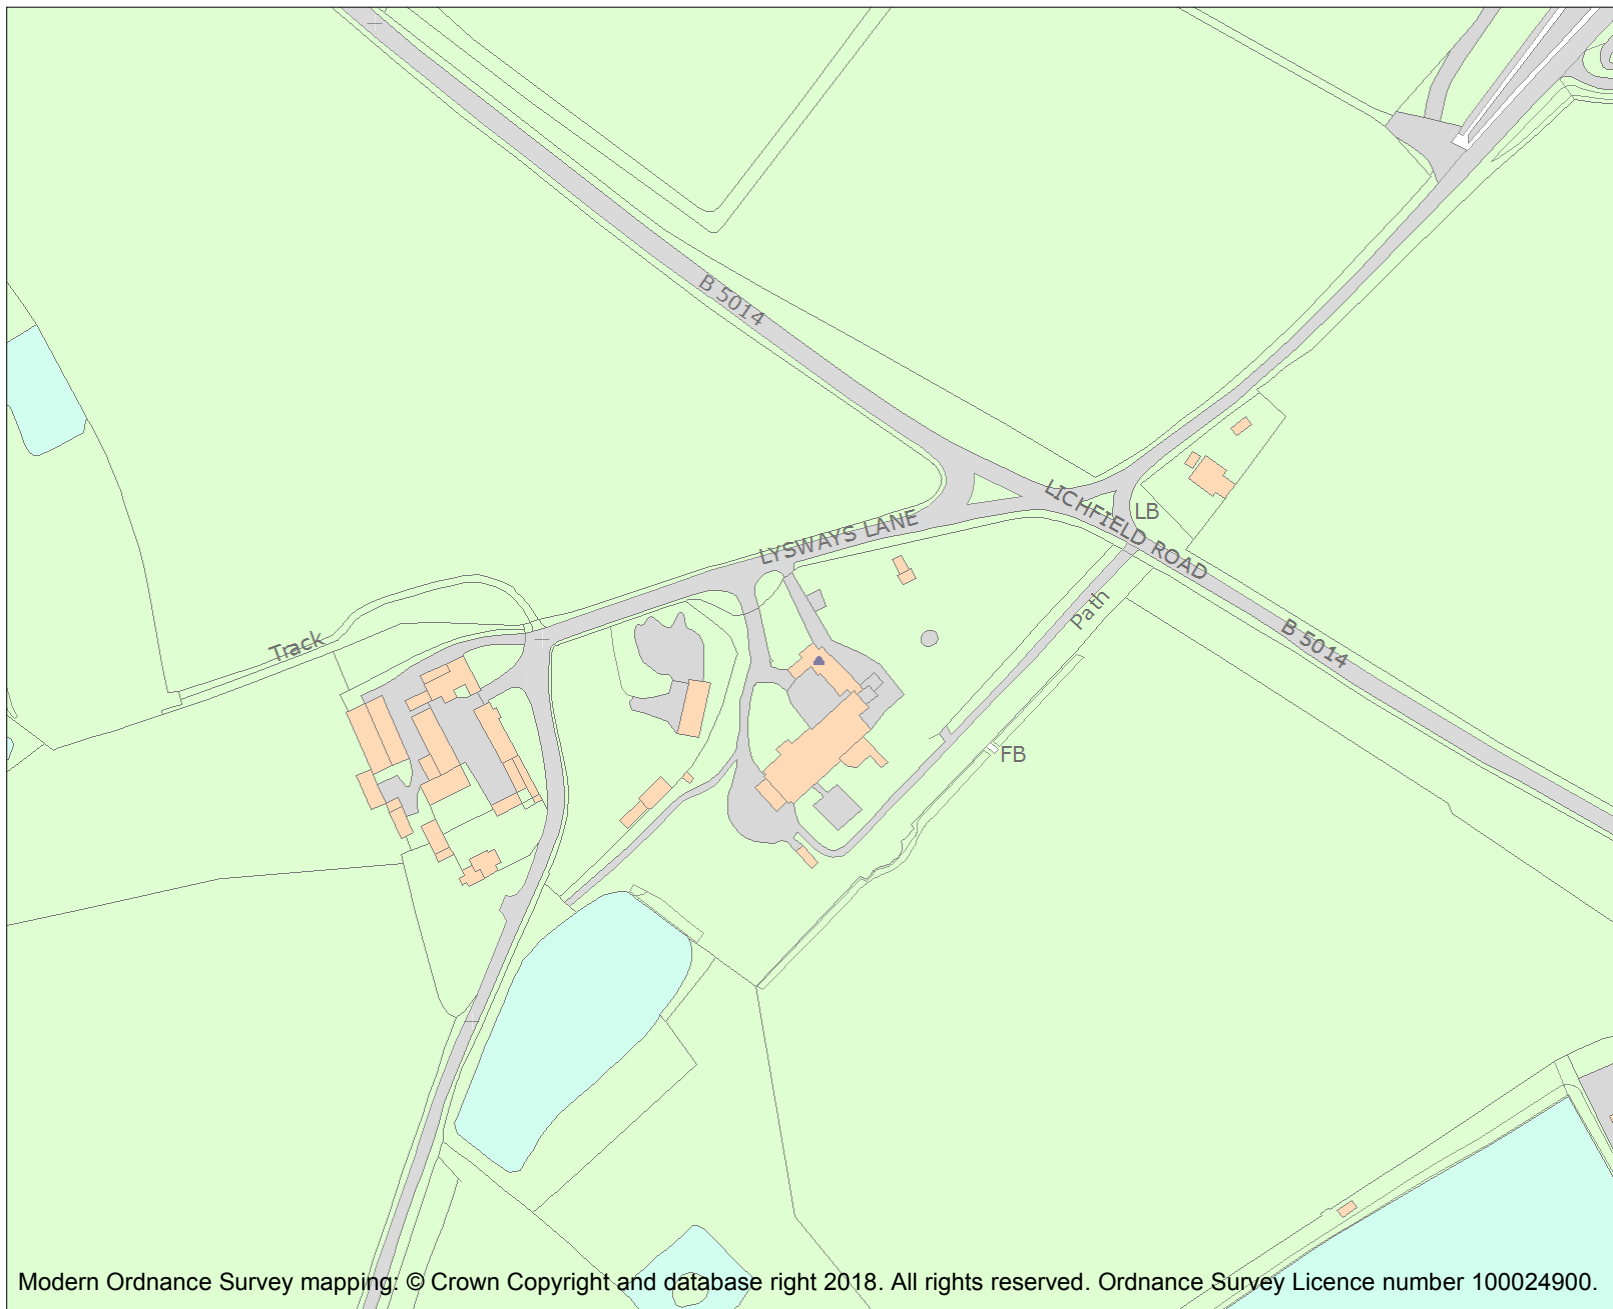 B 5014
LICHFIELD ROAD
LB
LYSWAYS LANE
Path
B 5014
Track
FB
Modern Ordnance Survey mapping: © Crown Copyright and database right 2018. All rights reserved. Ordnance Survey Licence number 100024900.